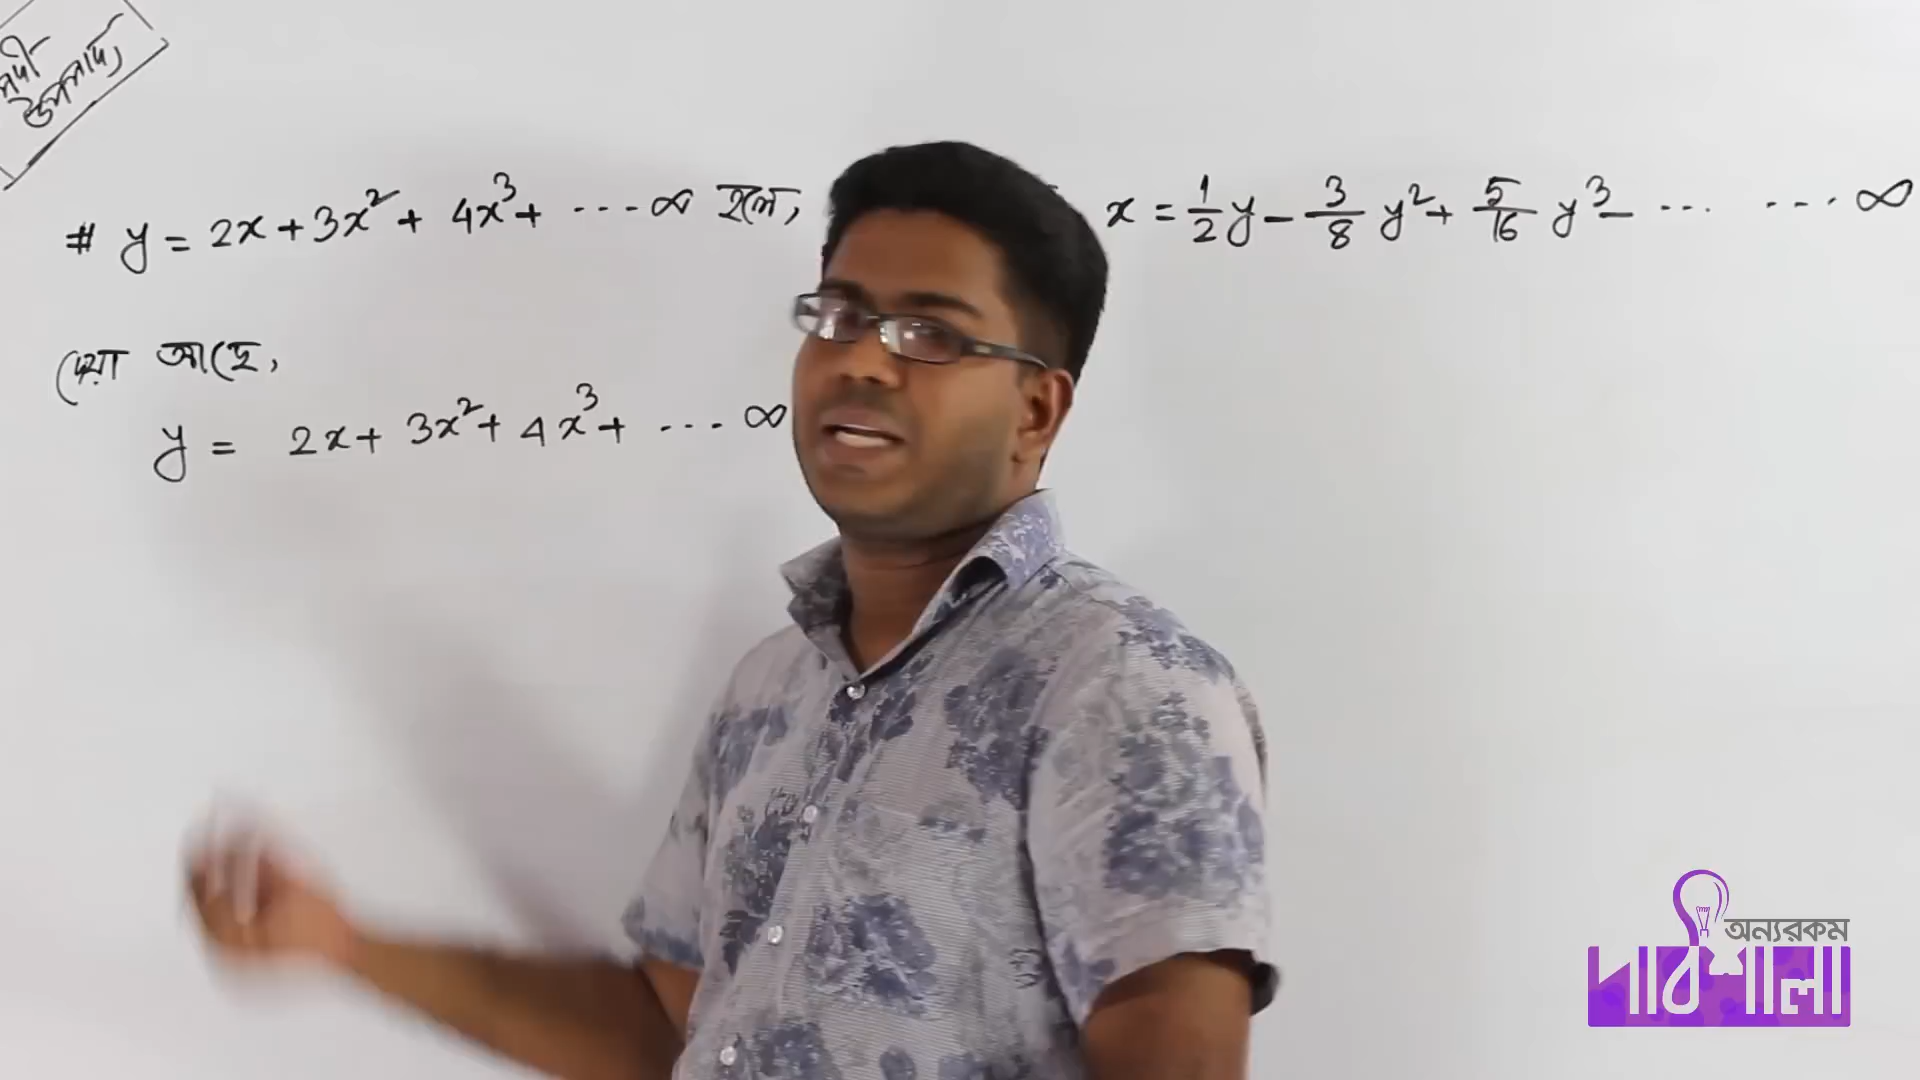 উপপাদ্য
# y = 2x + 3x² + 4x³ + ... ∞ হলে, x = 1/2 y - 3/8 y² + 5/16 y³ - ... ... ∞
দেয়া আছে,
y = 2x + 3x² + 4x³ + ... ∞
অন্যরকম
পাঠশালা